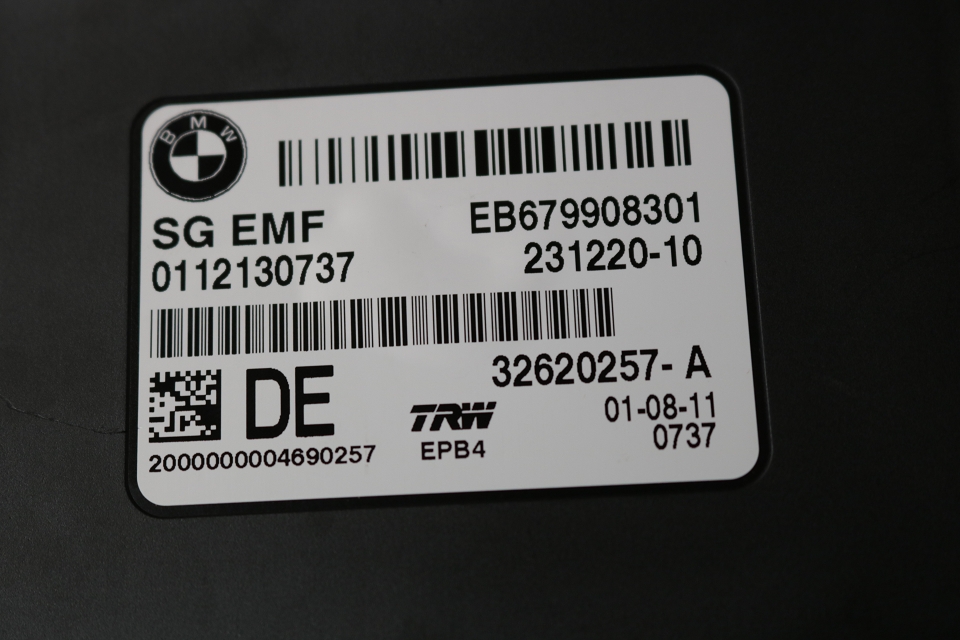 BMW
SG EMF
EB679908301
0112130737
231220-10
32620257- A
DE
TRW
01-08-11
EPB4
0737
2000000004690257